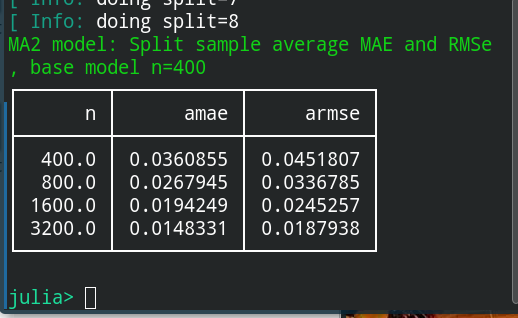 [ Info: doing split=7
[ Info: doing split=8
MA2 model: Split sample average MAE and RMSe
, base model n=400
n amae armse
400.0 0.0360855 0.0451807
800.0 0.0267945 0.0336785
1600.0 0.0194249 0.0245257
3200.0 0.0148331 0.0187938
julia>